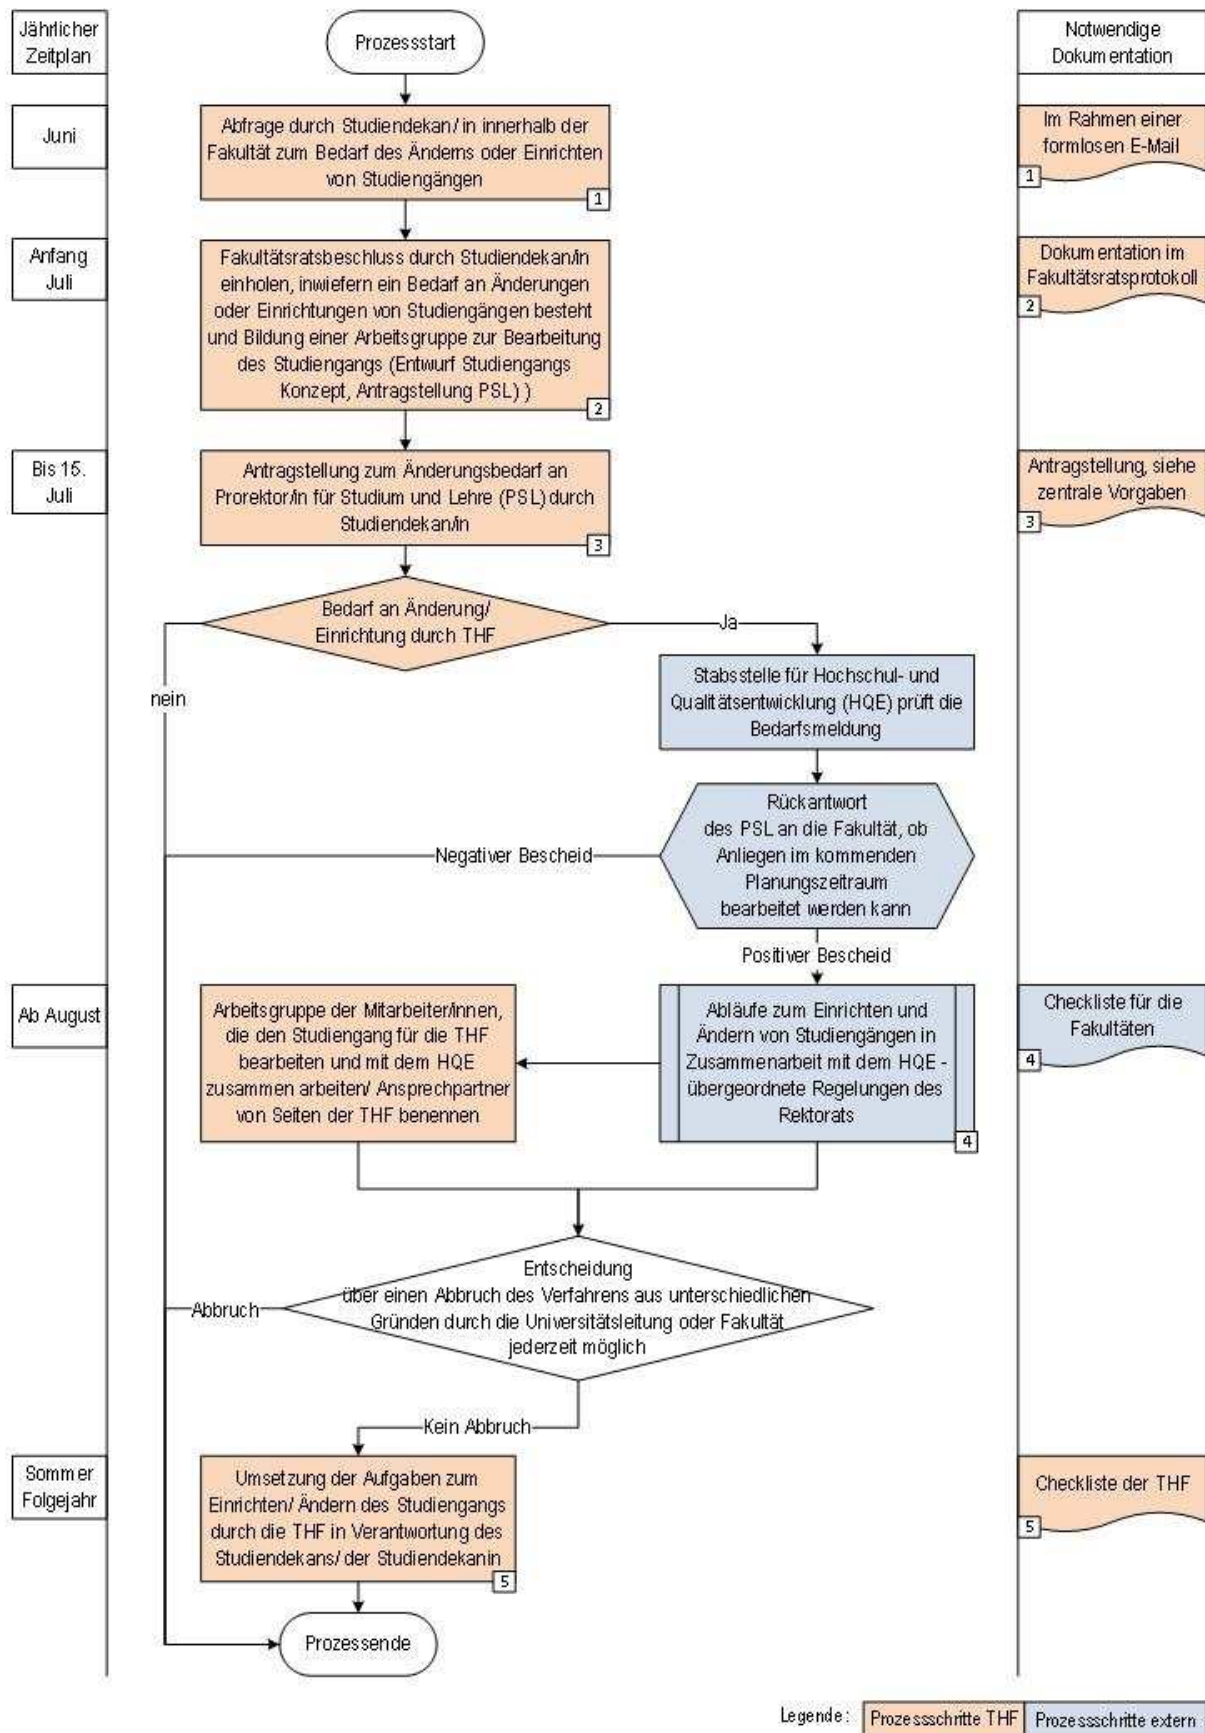 Jährlicher
Zeitplan
Prozessstart
Notwendige
Dokumentation
Juni
Abfrage durch Studiendekan/ in innerhalb der
Fakultät zum Bedarf des Änderns oder Einrichten
von Studiengängen
1
Im Rahmen einer
formlosen E-Mail
1
Anfang
Juli
Fakultätsratsbeschluss durch Studiendekan/in
einholen, inwiefern ein Bedarf an Änderungen
oder Einrichtungen von Studiengängen besteht
und Bildung einer Arbeitsgruppe zur Bearbeitung
des Studiengangs (Entwurf Studiengangs
Konzept, Antragstellung PSL) )
2
Dokumentation im
Fakultätsratsprotokoll
2
Bis 15.
Juli
Antragstellung zum Änderungsbedarf an
Prorektor/in für Studium und Lehre (PSL) durch
Studiendekan/in
3
Antragstellung, siehe
zentrale Vorgaben
3
Bedarf an Änderung/
Einrichtung durch THF
Ja
nein
Stabsstelle für Hochschul- und
Qualitätsentwicklung (HQE) prüft die
Bedarfsmeldung
Rückantwort
des PSL an die Fakultät, ob
Anliegen im kommenden
Planungszeitraum
bearbeitet werden kann
Negativer Bescheid
Positiver Bescheid
Ab August
Arbeitsgruppe der Mitarbeiter/innen,
die den Studiengang für die THF
bearbeiten und mit dem HQE
zusammen arbeiten/ Ansprechpartner
von Seiten der THF benennen
Abläufe zum Einrichten und
Ändern von Studiengängen in
Zusammenarbeit mit dem HQE -
übergeordnete Regelungen des
Rektorats
4
Checkliste für die
Fakultäten
4
Entscheidung
über einen Abbruch des Verfahrens aus unterschiedlichen
Gründen durch die Universitätsleitung oder Fakultät
jederzeit möglich
Abbruch
Kein Abbruch
Sommer
Folgejahr
Umsetzung der Aufgaben zum
Einrichten/ Ändern des Studiengangs
durch die THF in Verantwortung des
Studiendekans/ der Studiendekanin
5
Checkliste der THF
5
Prozessende
Legende: Prozessschritte THF Prozessschritte extern